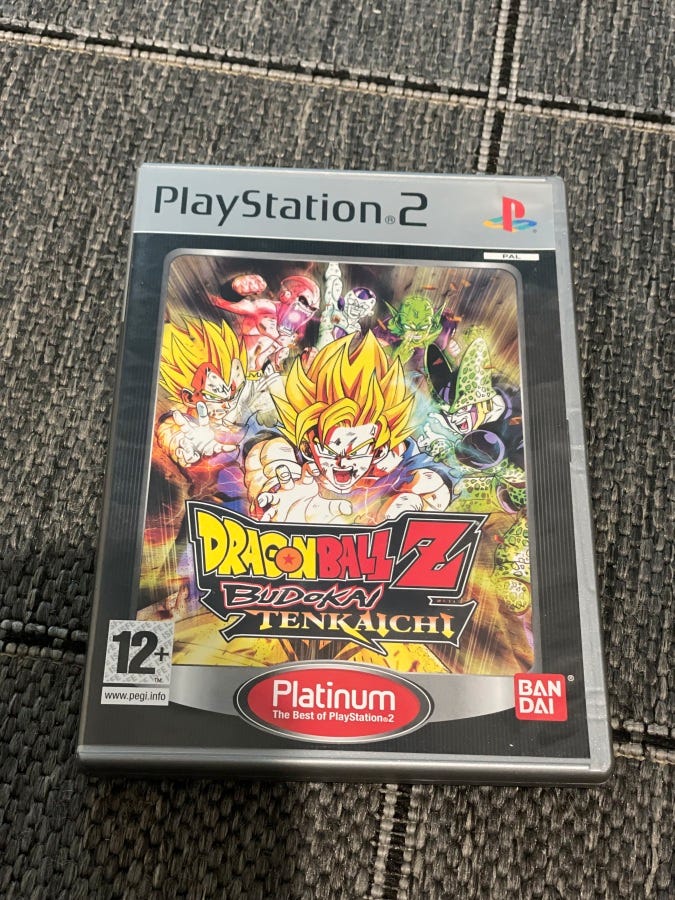 PlayStation®2
PAL
DRAGON BALL Z
BUDOKAI
TENKAICHI
12+
www.pegi.info
Platinum
The Best of PlayStation®2
BAN
DAI
®